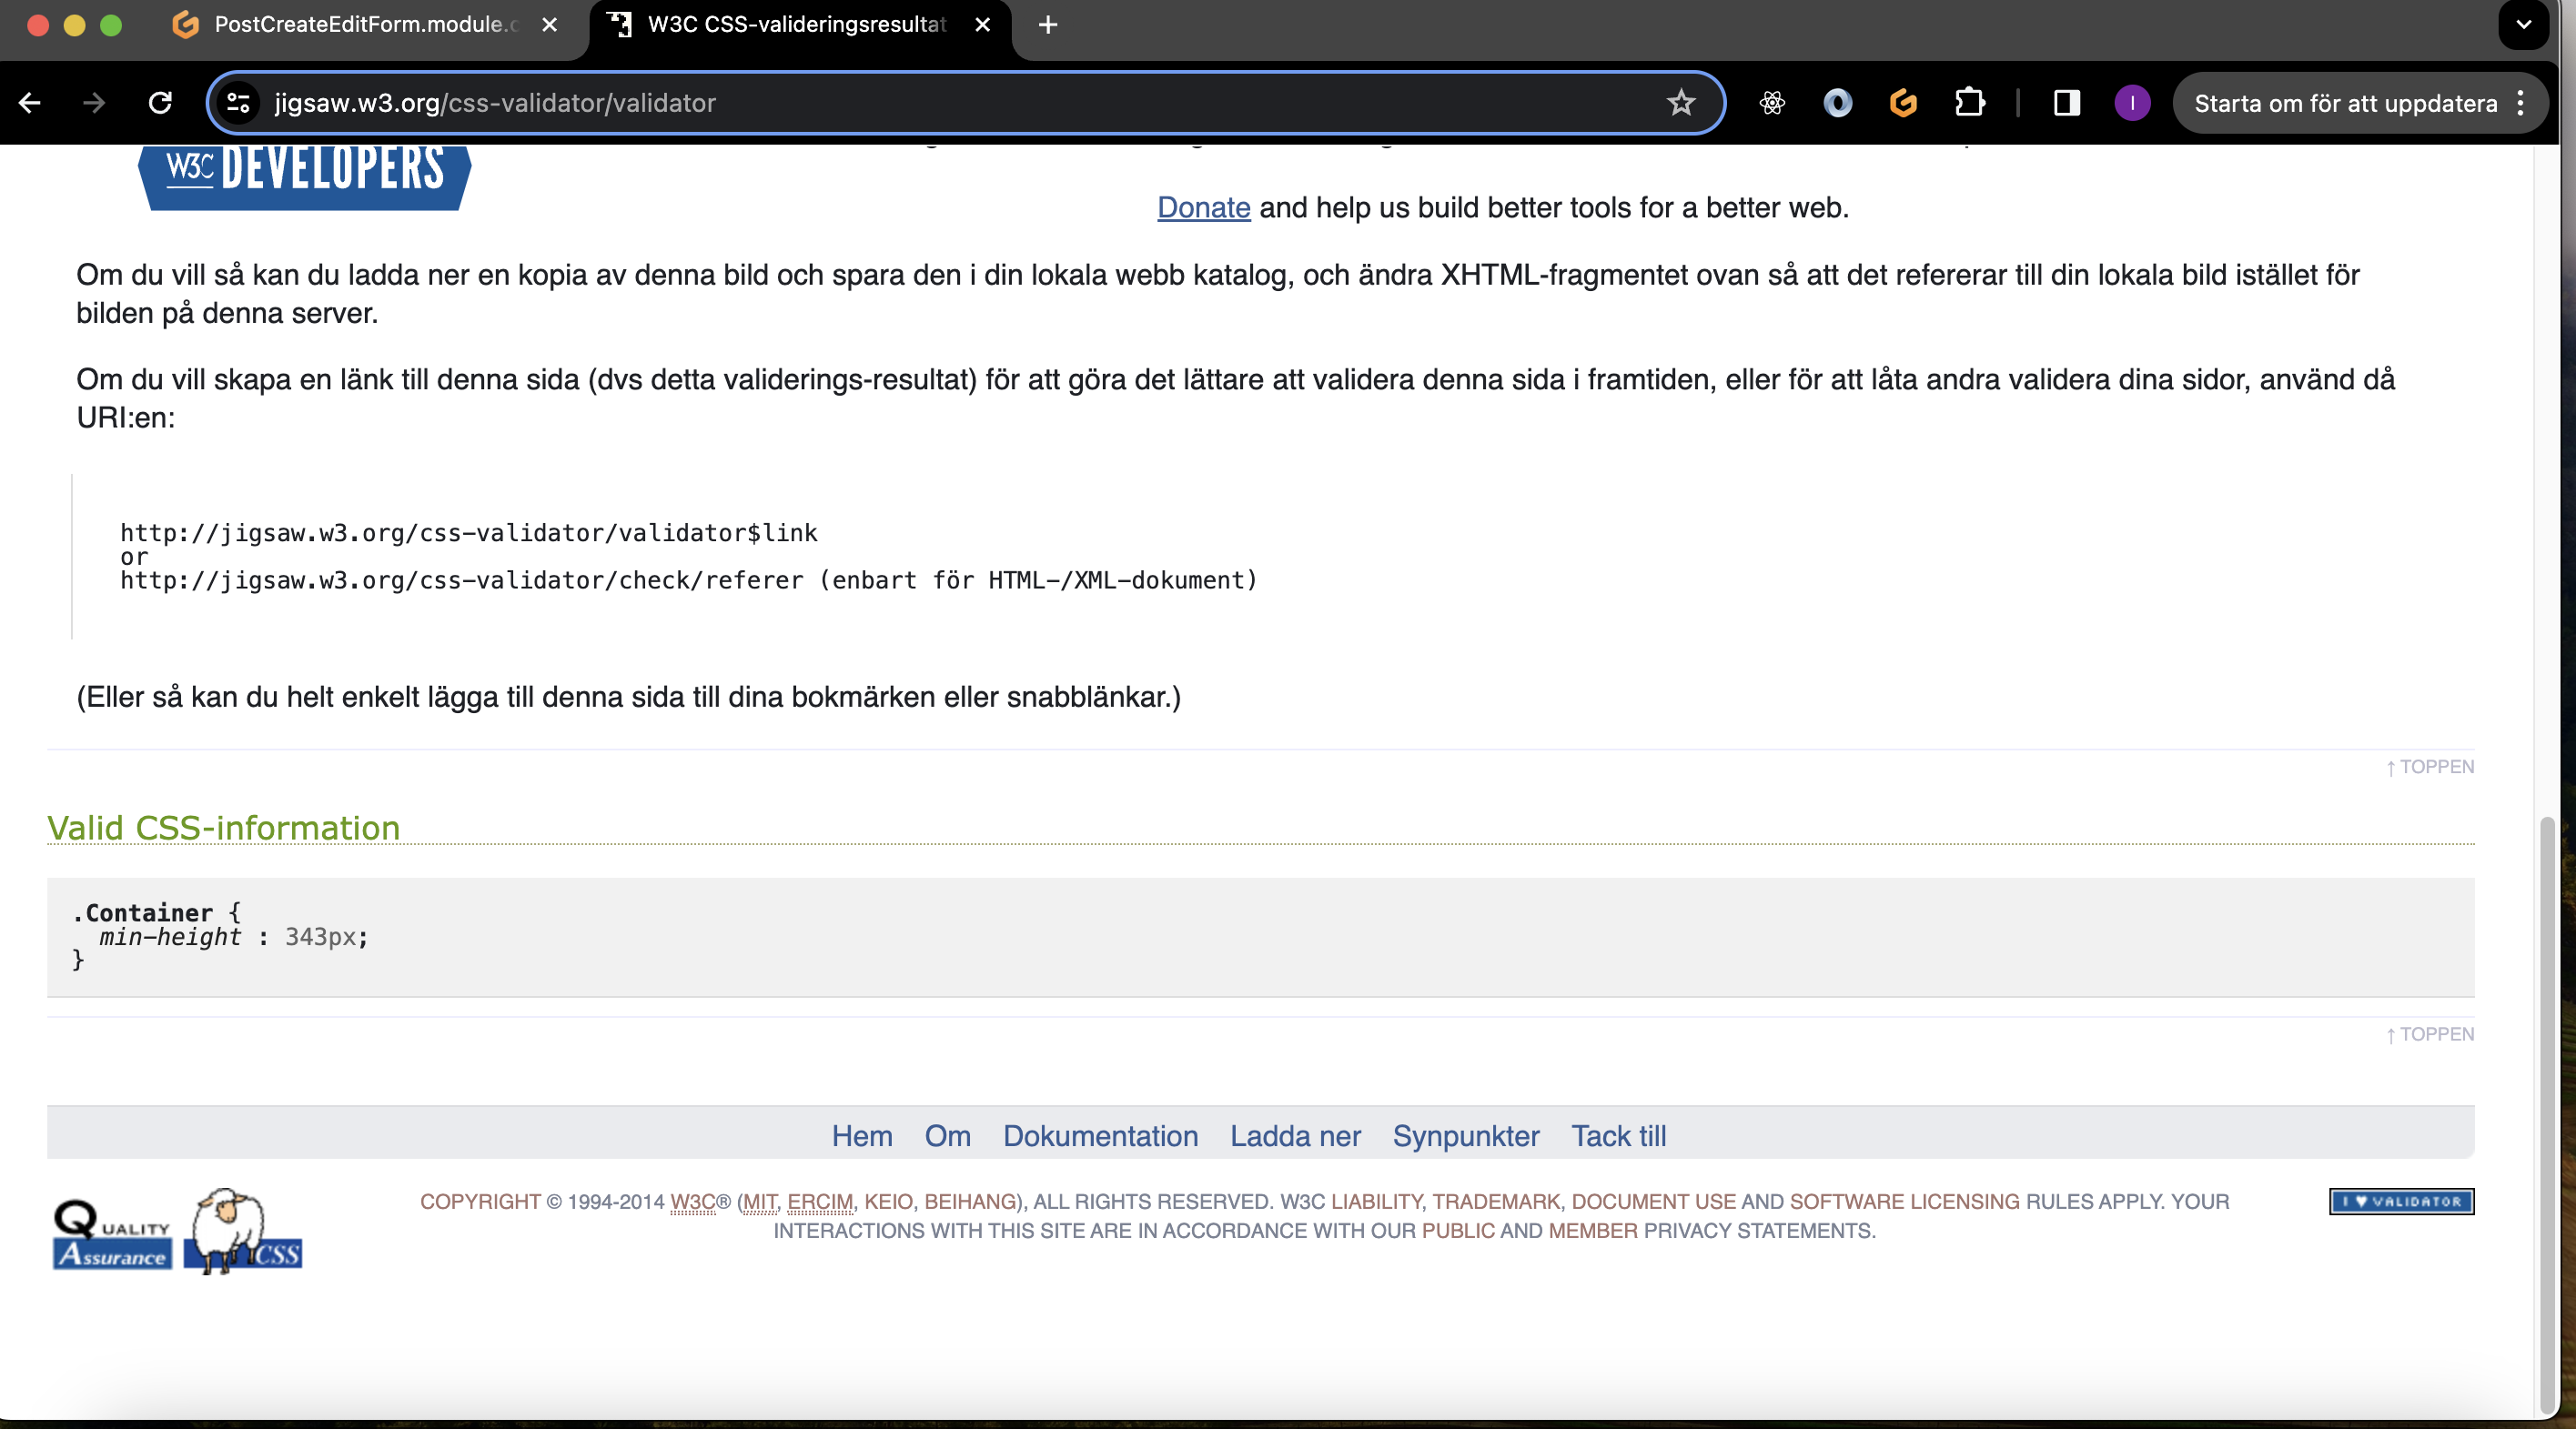 PostCreateEditForm.module.c
W3C CSS-valideringsresultat
jigsaw.w3.org/css-validator/validator
I
Starta om för att uppdatera
W3C DEVELOPERS
Donate and help us build better tools for a better web.
Om du vill så kan du ladda ner en kopia av denna bild och spara den i din lokala webb katalog, och ändra XHTML-fragmentet ovan så att det refererar till din lokala bild istället för
bilden på denna server.
Om du vill skapa en länk till denna sida (dvs detta validerings-resultat) för att göra det lättare att validera denna sida i framtiden, eller för att låta andra validera dina sidor, använd då
URI:en:
http://jigsaw.w3.org/css-validator/validator$link
or
http://jigsaw.w3.org/css-validator/check/referer (enbart för HTML-/XML-dokument)
(Eller så kan du helt enkelt lägga till denna sida till dina bokmärken eller snabblänkar.)
↑ TOPPEN
Valid CSS-information
.Container {
min-height : 343px;
}
↑ TOPPEN
Hem Om Dokumentation Ladda ner Synpunkter Tack till
QUALITY
Assurance
CSS
COPYRIGHT © 1994-2014 W3C® (MIT, ERCIM, KEIO, BEIHANG), ALL RIGHTS RESERVED. W3C LIABILITY, TRADEMARK, DOCUMENT USE AND SOFTWARE LICENSING RULES APPLY. YOUR
INTERACTIONS WITH THIS SITE ARE IN ACCORDANCE WITH OUR PUBLIC AND MEMBER PRIVACY STATEMENTS.
I ♥ VALIDATOR